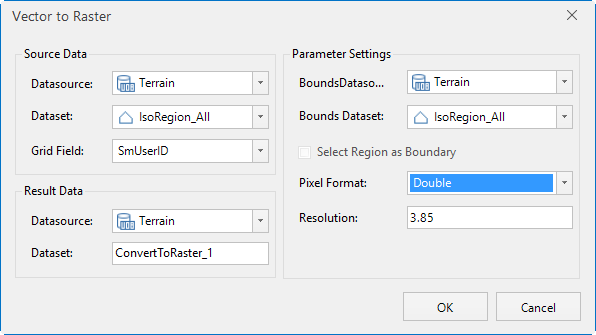 Vector to Raster
Source Data
Datasource: Terrain
Dataset: IsoRegion_All
Grid Field: SmUserID
Result Data
Datasource: Terrain
Dataset: ConvertToRaster_1
Parameter Settings
BoundsDataso... Terrain
Bounds Dataset: IsoRegion_All
Select Region as Boundary
Pixel Format: Double
Resolution: 3.85
OK Cancel